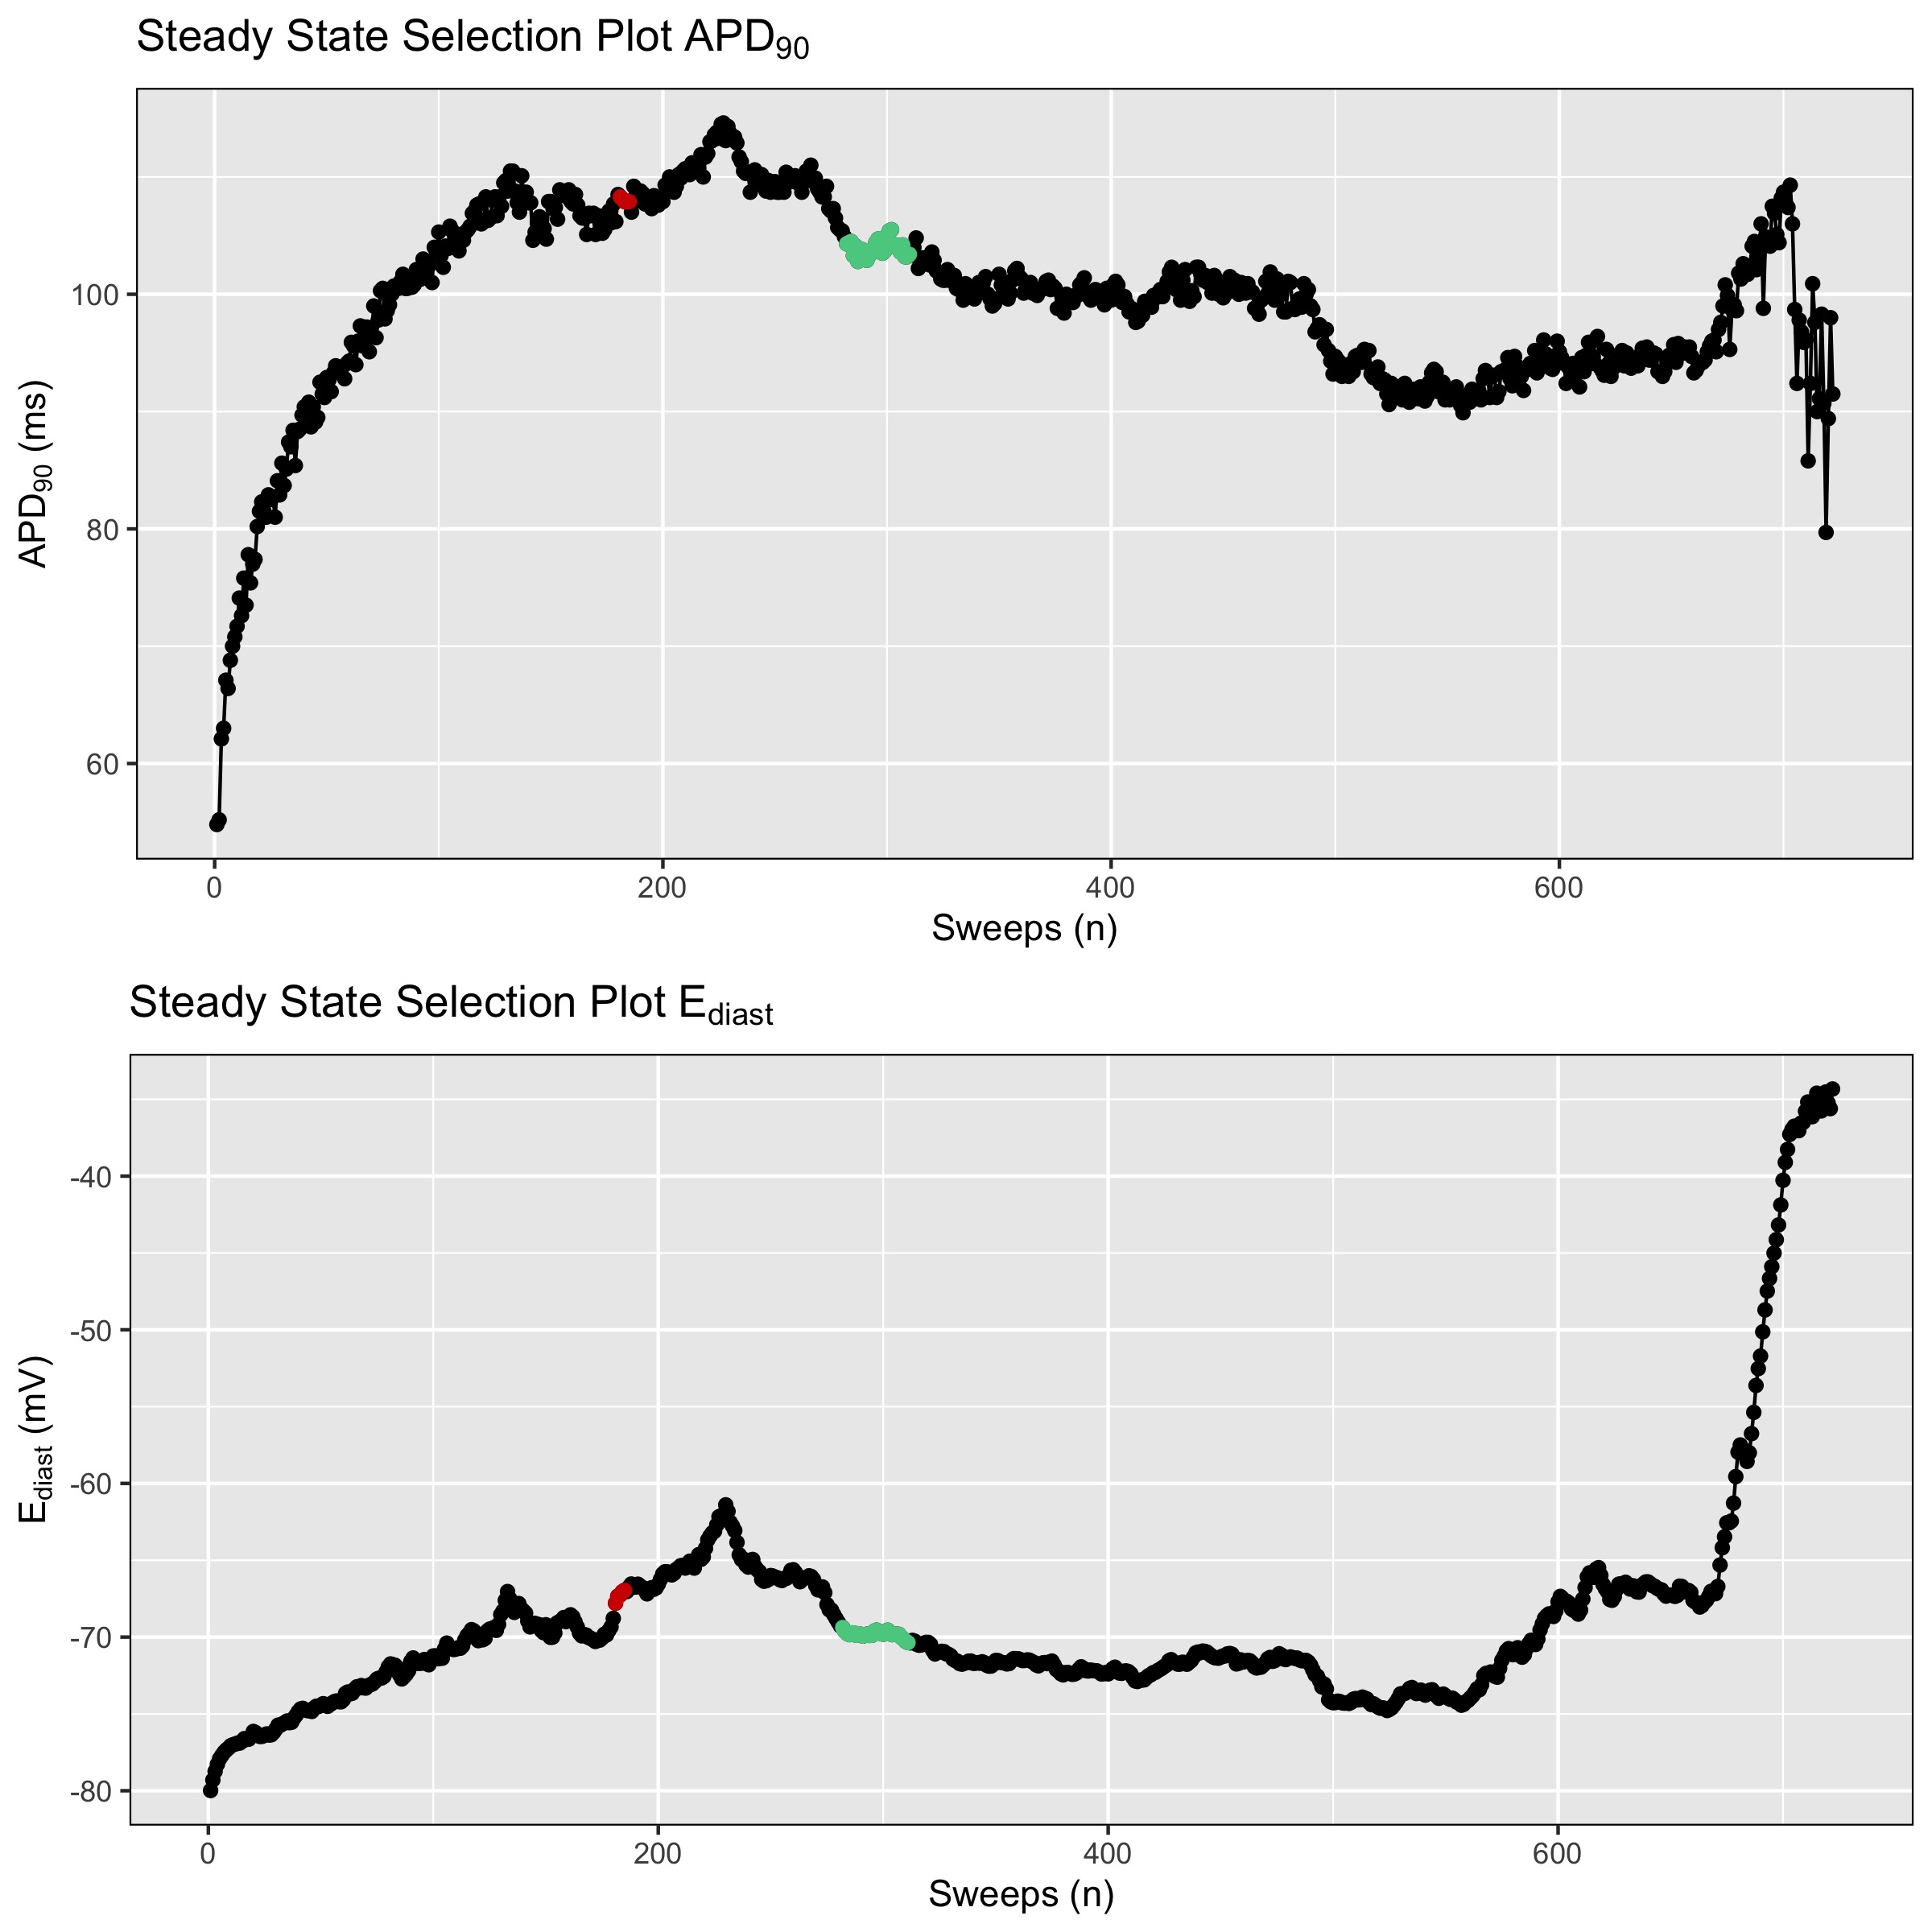 Steady State Selection Plot APD90
100
80
60
APD90 (ms)
0 200 400 600
Sweeps (n)
Steady State Selection Plot Ediast
-40
-50
-60
-70
-80
Ediast (mV)
0 200 400 600
Sweeps (n)